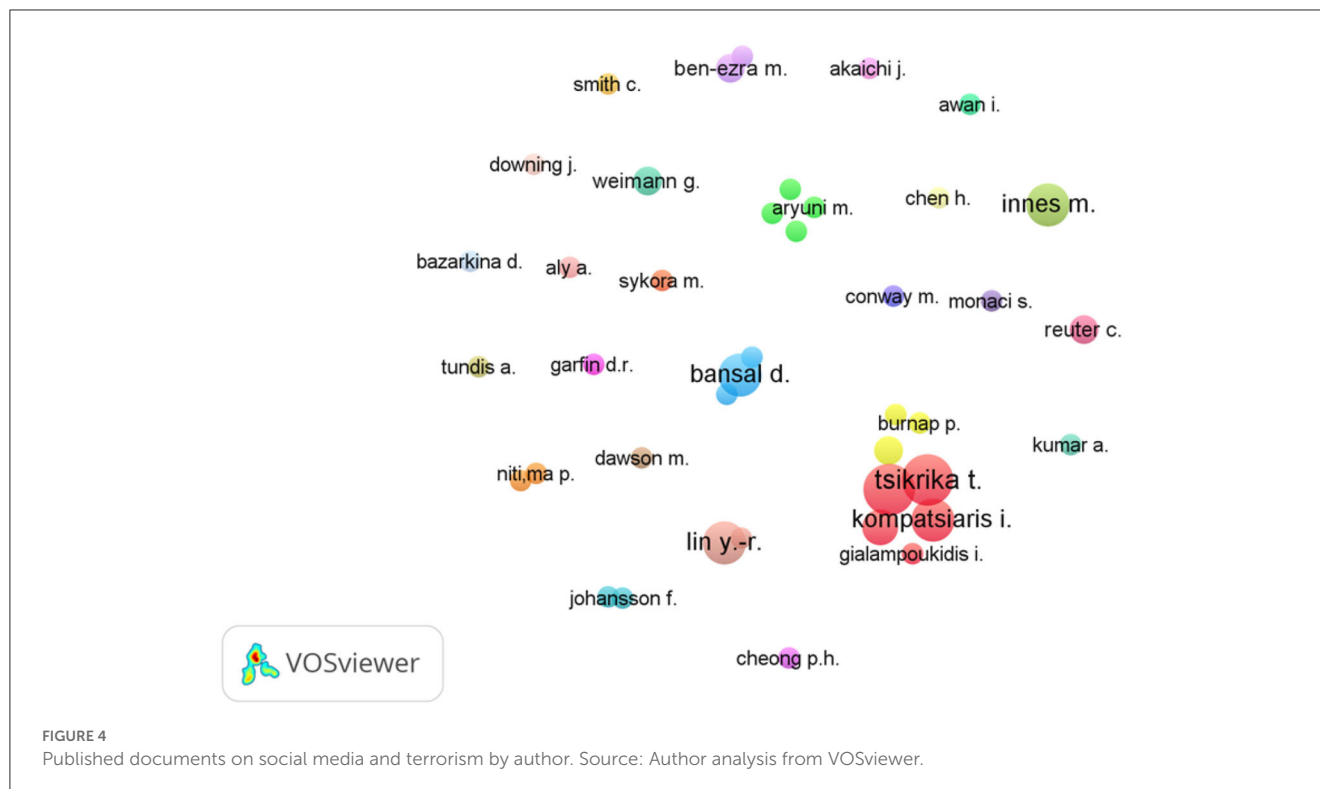 ben-ezra m.
akaichi j.
smith c.
awan i.
downing j.
weimann g.
aryuni m.
chen h.
innes m.
bazarkina d.
aly a.
sykora m.
conway m.
monaci s.
reuter c.
tundis a.
garfin d.r.
bansal d.
burnap p.
kumar a.
dawson m.
niti,ma p.
tsikrika t.
kompatsiaris i.
lin y.-r.
gialampoukidis i.
johansson f.
cheong p.h.
VOSviewer
FIGURE 4
Published documents on social media and terrorism by author. Source: Author analysis from VOSviewer.